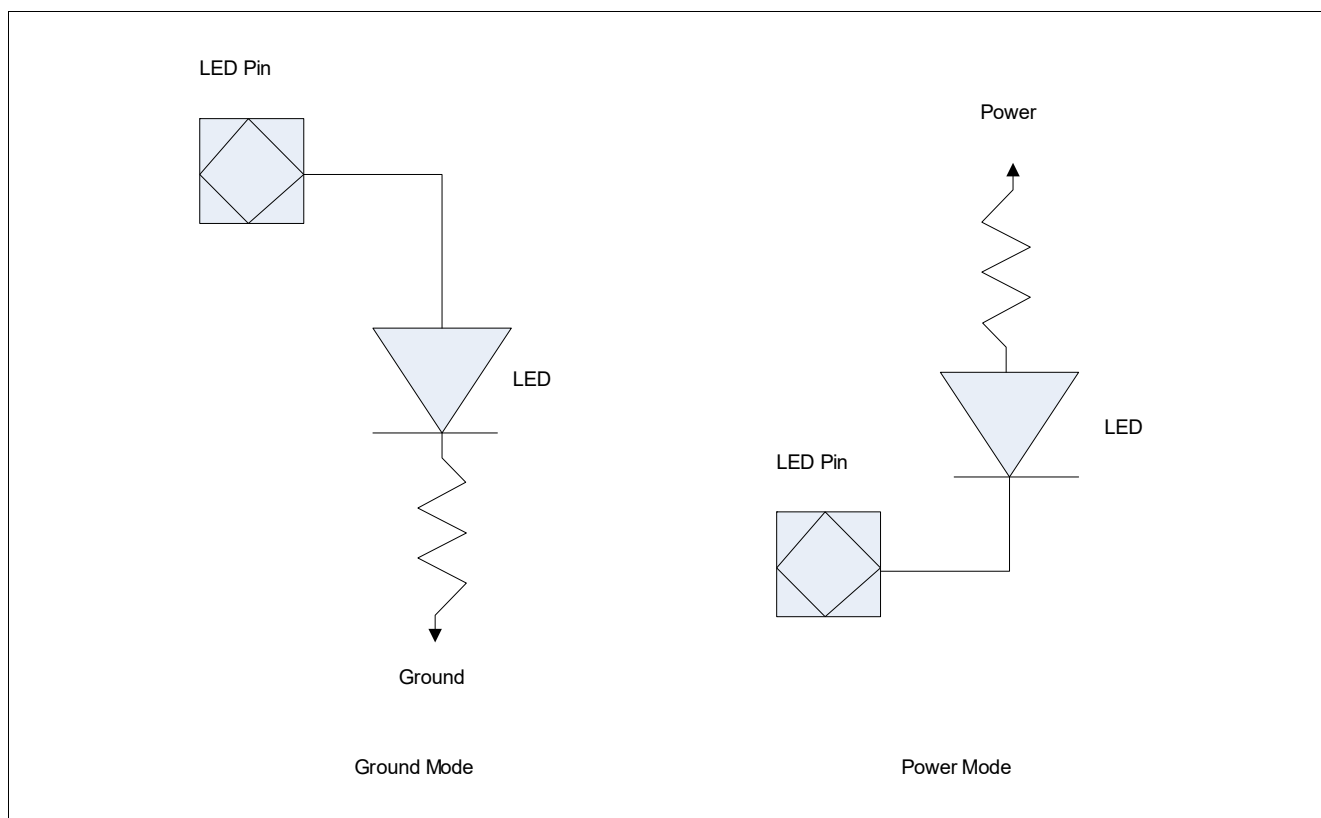 LED Pin
LED
Ground
Ground Mode
Power
LED
LED Pin
Power Mode